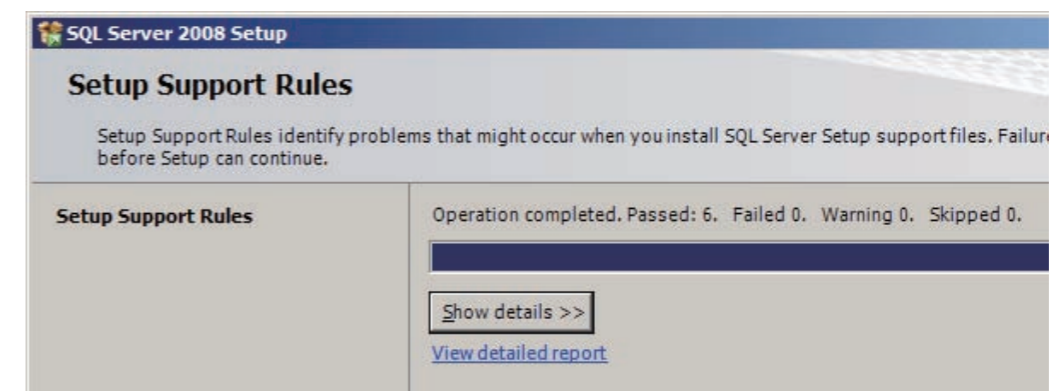 SQL Server 2008 Setup
Setup Support Rules
Setup Support Rules identify problems that might occur when you install SQL Server Setup support files. Failure
before Setup can continue.
Setup Support Rules
Operation completed. Passed: 6. Failed 0. Warning 0. Skipped 0.
Show details >>
View detailed report